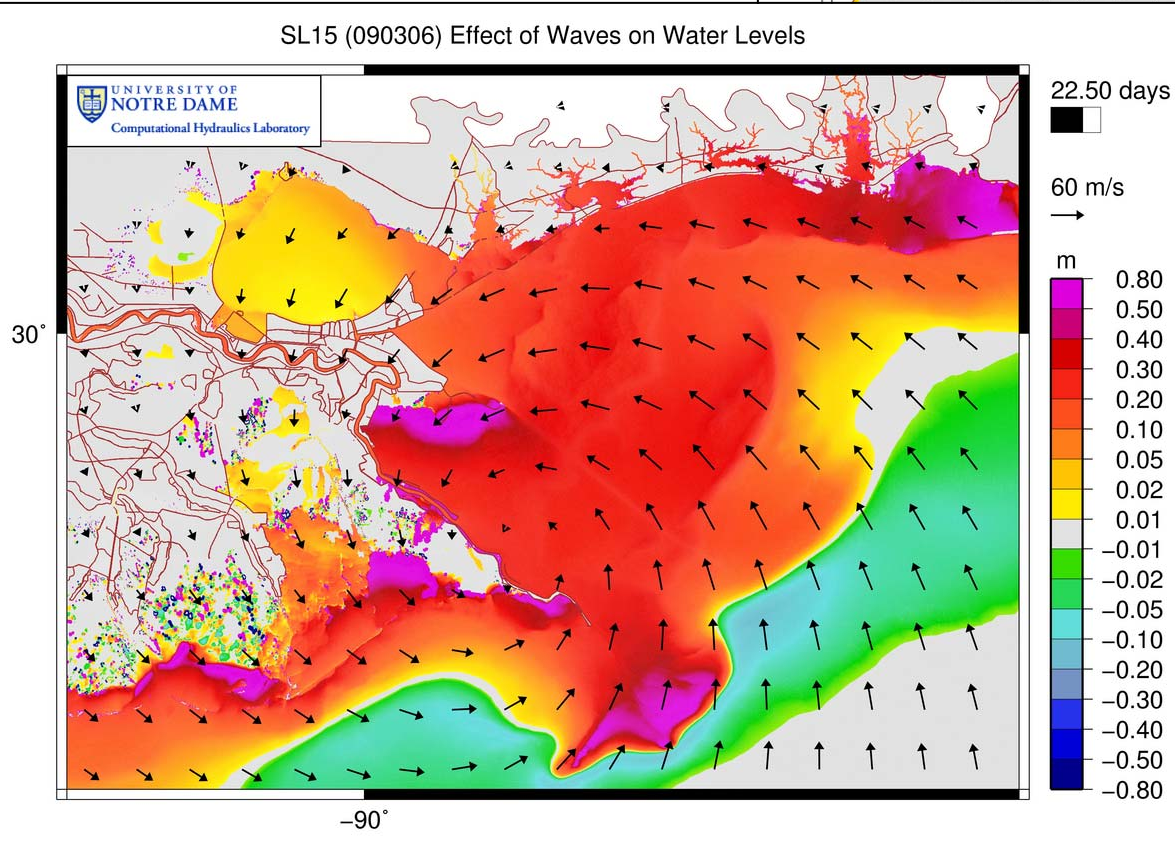 SL15 (090306) Effect of Waves on Water Levels
UNIVERSITY OF
NOTRE DAME
Computational Hydraulics Laboratory
22.50 days
60 m/s
m
0.80
0.50
0.40
0.30
0.20
0.10
0.05
0.02
0.01
−0.01
−0.02
−0.05
−0.10
−0.20
−0.30
−0.40
−0.50
−0.80
30°
−90°